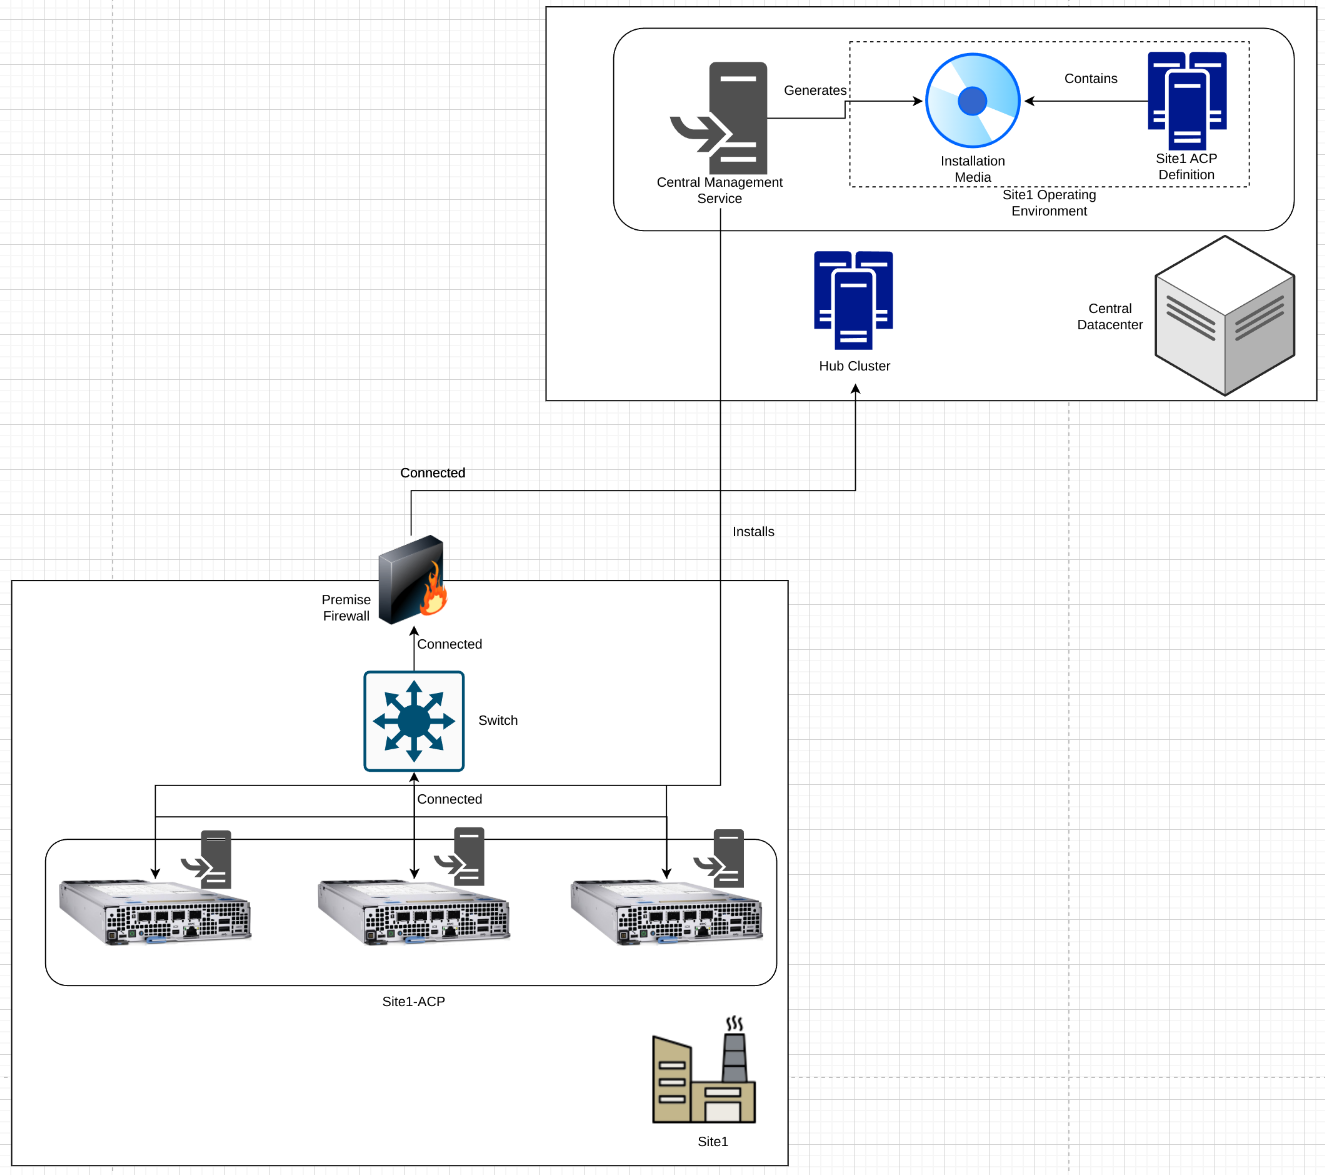 Generates
Contains
Installation
Media
Site1 ACP
Definition
Central Management
Service
Site1 Operating
Environment
Central
Datacenter
Hub Cluster
Connected
Installs
Premise
Firewall
Connected
Switch
Connected
Site1-ACP
Site1